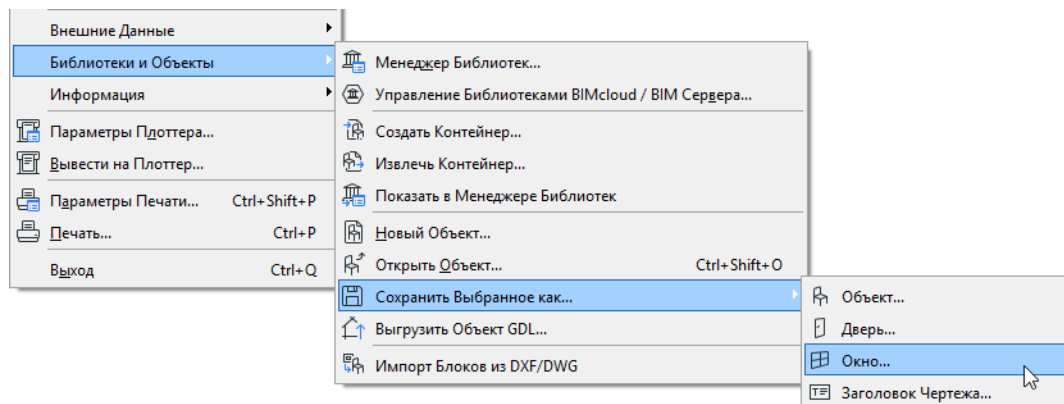 Внешние Данные
Библиотеки и Объекты
Информация
Параметры Плоттера...
Вывести на Плоттер...
Параметры Печати... Ctrl+Shift+P
Печать... Ctrl+P
Выход Ctrl+Q
Менеджер Библиотек...
Управление Библиотеками BIMcloud / BIM Сервера...
Создать Контейнер...
Извлечь Контейнер...
Показать в Менеджере Библиотек
Новый Объект...
Открыть Объект... Ctrl+Shift+O
Сохранить Выбранное как...
Выгрузить Объект GDL...
Импорт Блоков из DXF/DWG
Объект...
Дверь...
Окно...
Заголовок Чертежа...